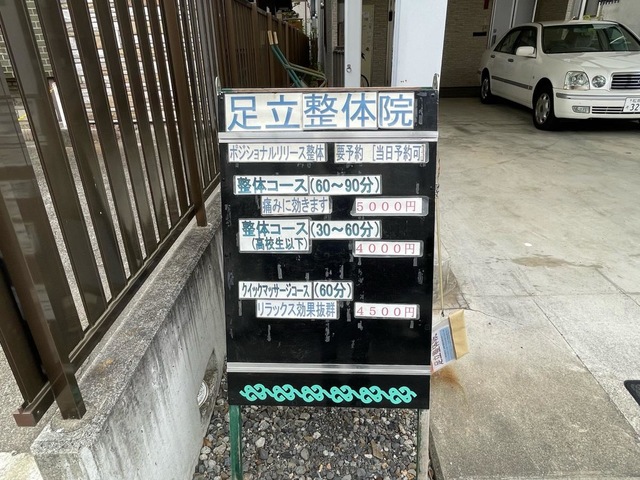 足立整体院
ポジショナルリリース整体 要予約 [当日予約可]
整体コース(60〜90分)
痛みに効きます 5000円
整体コース(30〜60分)
(高校生以下) 4000円
クイックマッサージコース(60分)
リラックス効果抜群 4500円
32